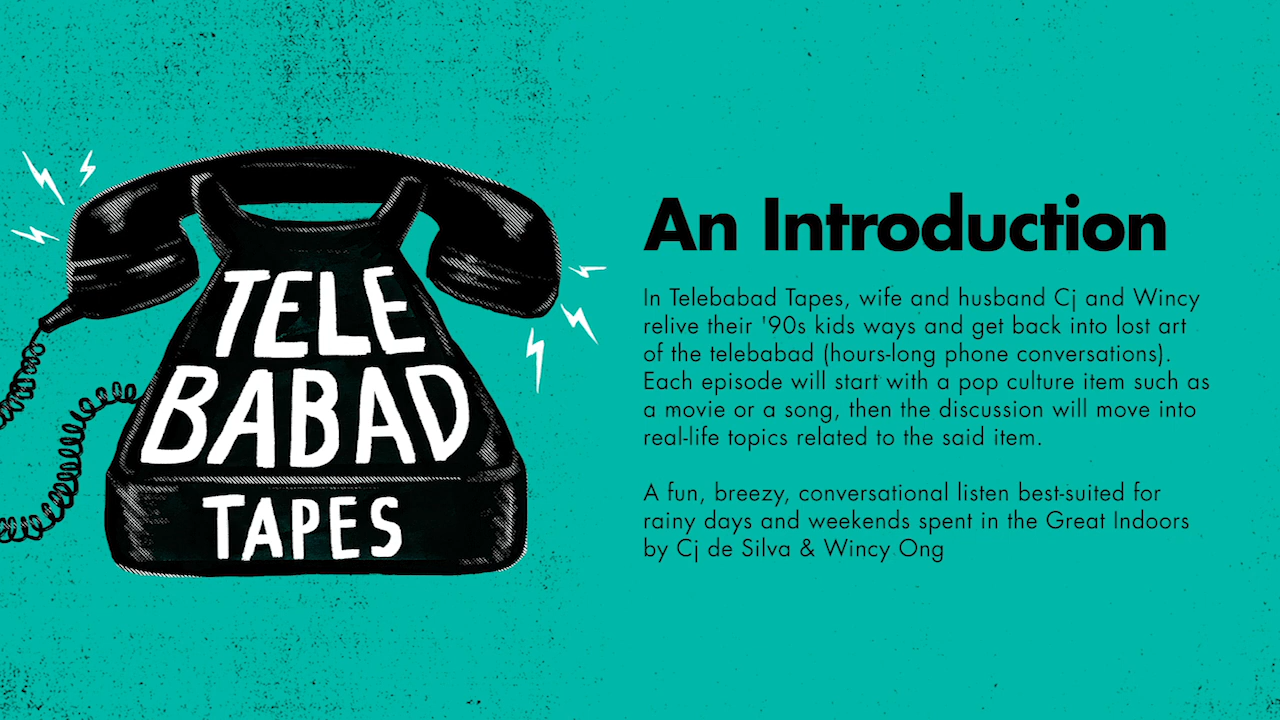 TELE
BABAD
TAPES
An Introduction
In Telebabad Tapes, wife and husband Cj and Wincy
relive their '90s kids ways and get back into lost art
of the telebabad (hours-long phone conversations).
Each episode will start with a pop culture item such as
a movie or a song, then the discussion will move into
real-life topics related to the said item.
A fun, breezy, conversational listen best-suited for
rainy days and weekends spent in the Great Indoors
by Cj de Silva & Wincy Ong